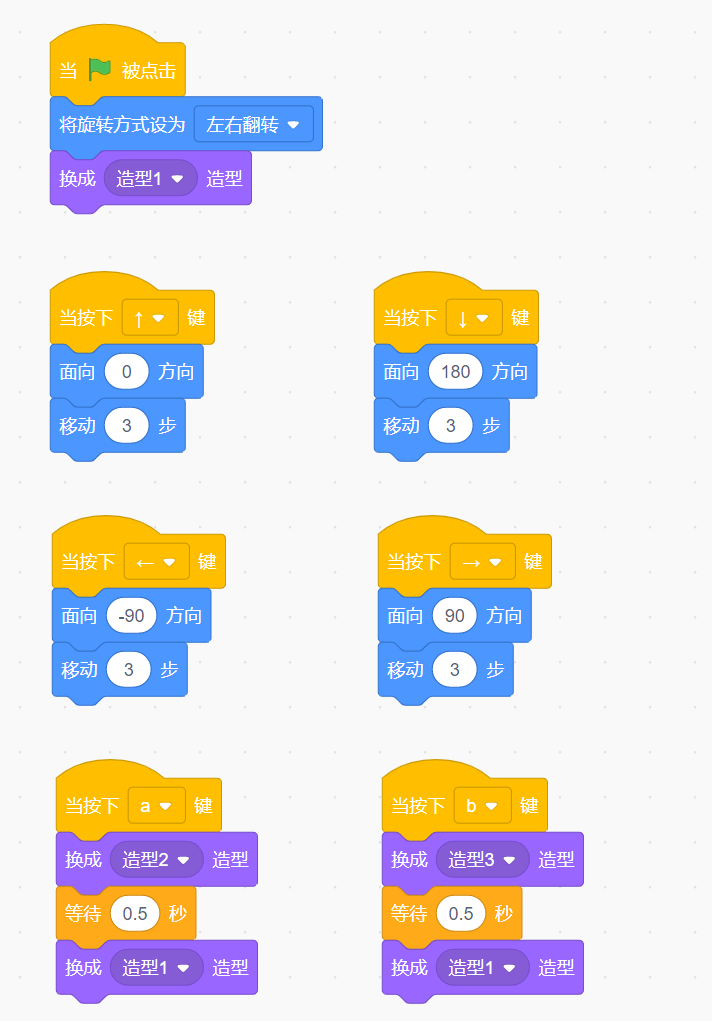 当 被点击
将旋转方式设为 左右翻转
换成 造型1 造型
当按下 ↑ 键
面向 0 方向
移动 3 步
当按下 ↓ 键
面向 180 方向
移动 3 步
当按下 ← 键
面向 -90 方向
移动 3 步
当按下 → 键
面向 90 方向
移动 3 步
当按下 a 键
换成 造型2 造型
等待 0.5 秒
换成 造型1 造型
当按下 b 键
换成 造型3 造型
等待 0.5 秒
换成 造型1 造型